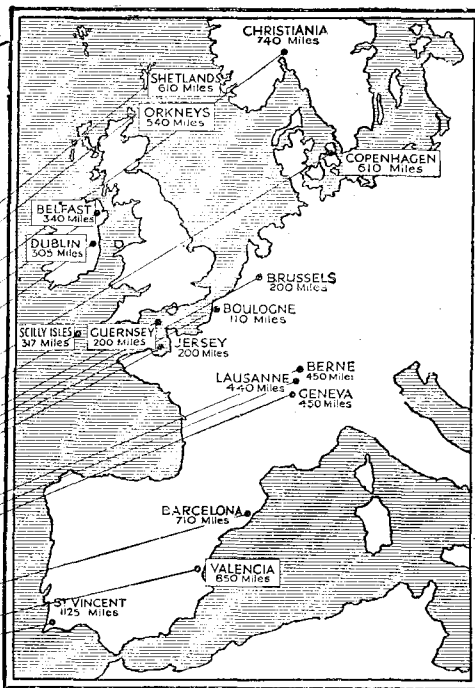 CHRISTIANIA
740 Miles
SHETLANDS
610 Miles
ORKNEYS
540 Miles
COPENHAGEN
610 Miles
BELFAST
340 Miles
DUBLIN
305 Miles
BRUSSELS
200 Miles
BOULOGNE
110 Miles
SCILLY ISLES
317 Miles
GUERNSEY
200 Miles
JERSEY
200 Miles
BERNE
450 Miles
LAUSANNE
440 Miles
GENEVA
450 Miles
BARCELONA
710 Miles
VALENCIA
850 Miles
ST VINCENT
1125 Miles